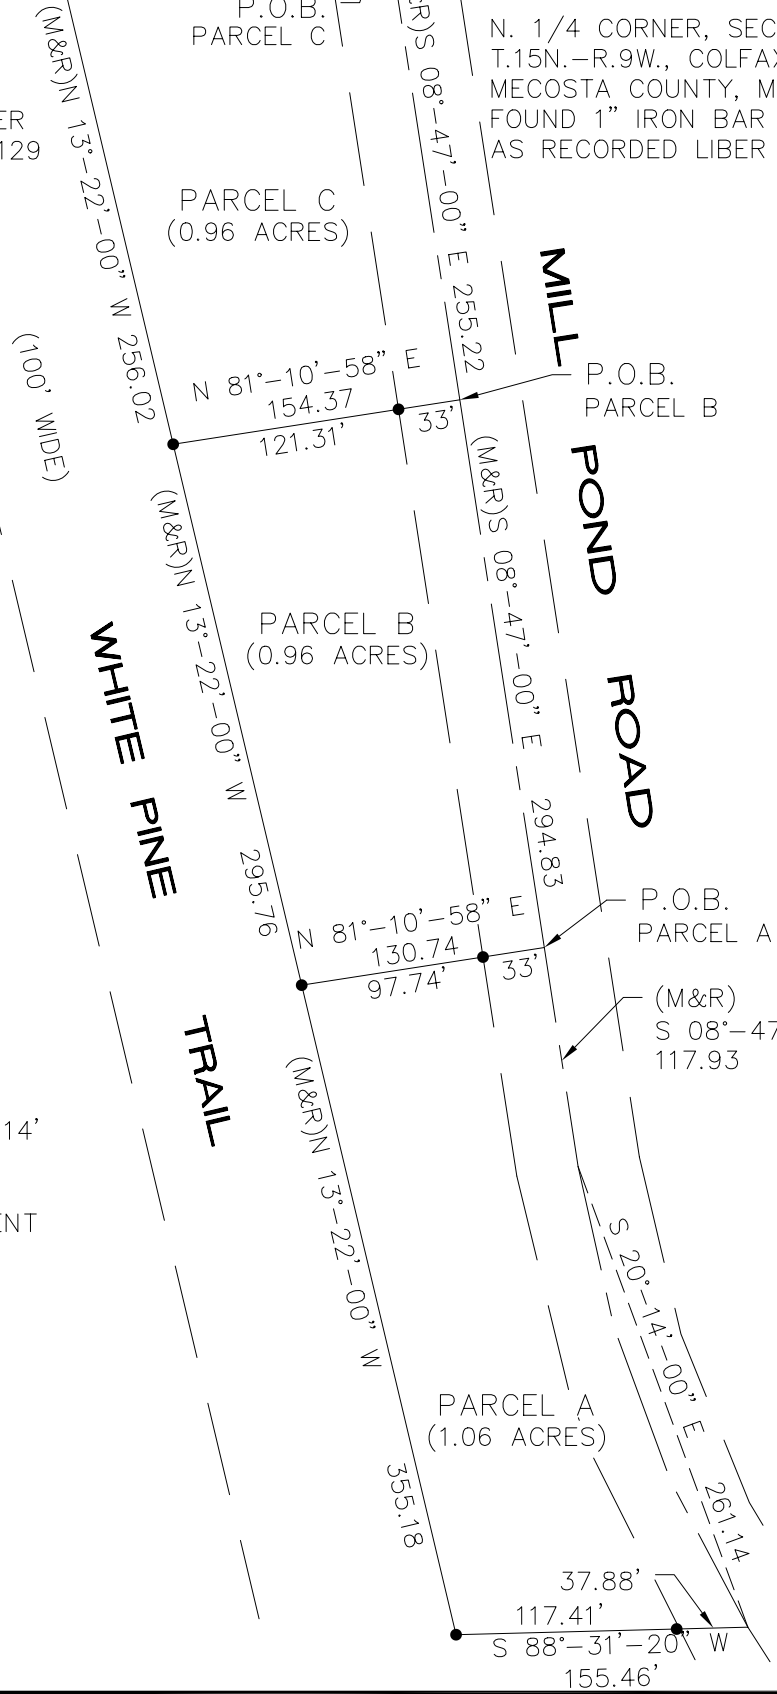 P.O.B.
PARCEL C
N. 1/4 CORNER, SEC
T.15N.-R.9W., COLFAX
MECOSTA COUNTY, M
FOUND 1" IRON BAR
AS RECORDED LIBER
ER
129
(M&R)N 13°-22'-00" W 256.02
PARCEL C
(0.96 ACRES)
R)S 08°-47'-00" E 255.22
MILL POND ROAD
(100' WIDE)
N 81°-10'-58" E
154.37
121.31'
33'
P.O.B.
PARCEL B
(M&R)N 13°-22'-00" W 295.76
PARCEL B
(0.96 ACRES)
(M&R)S 08°-47'-00" E 294.83
WHITE PINE TRAIL
N 81°-10'-58" E
130.74
97.74'
33'
P.O.B.
PARCEL A
(M&R)
S 08°-47
117.93
14'
ENT
(M&R)N 13°-22'-00" W 355.18
S 20°-14'-00" E 261.14
PARCEL A
(1.06 ACRES)
37.88'
117.41'
S 88°-31'-20" W
155.46'